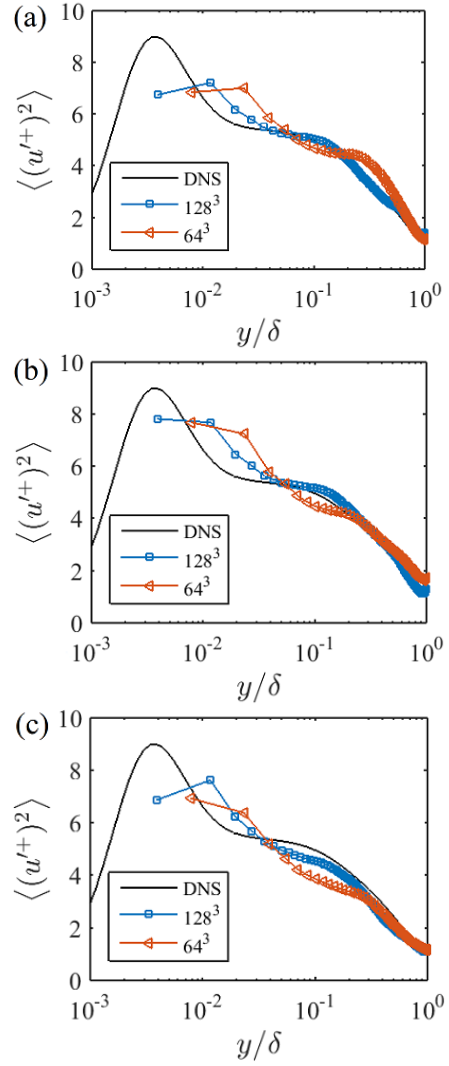 (a)
⟨(u′⁺)²⟩
10
8
6
4
2
0
DNS
128³
64³
10⁻³ 10⁻² 10⁻¹ 10⁰
y/δ
(b)
⟨(u′⁺)²⟩
10
8
6
4
2
0
DNS
128³
64³
10⁻³ 10⁻² 10⁻¹ 10⁰
y/δ
(c)
⟨(u′⁺)²⟩
10
8
6
4
2
0
DNS
128³
64³
10⁻³ 10⁻² 10⁻¹ 10⁰
y/δ